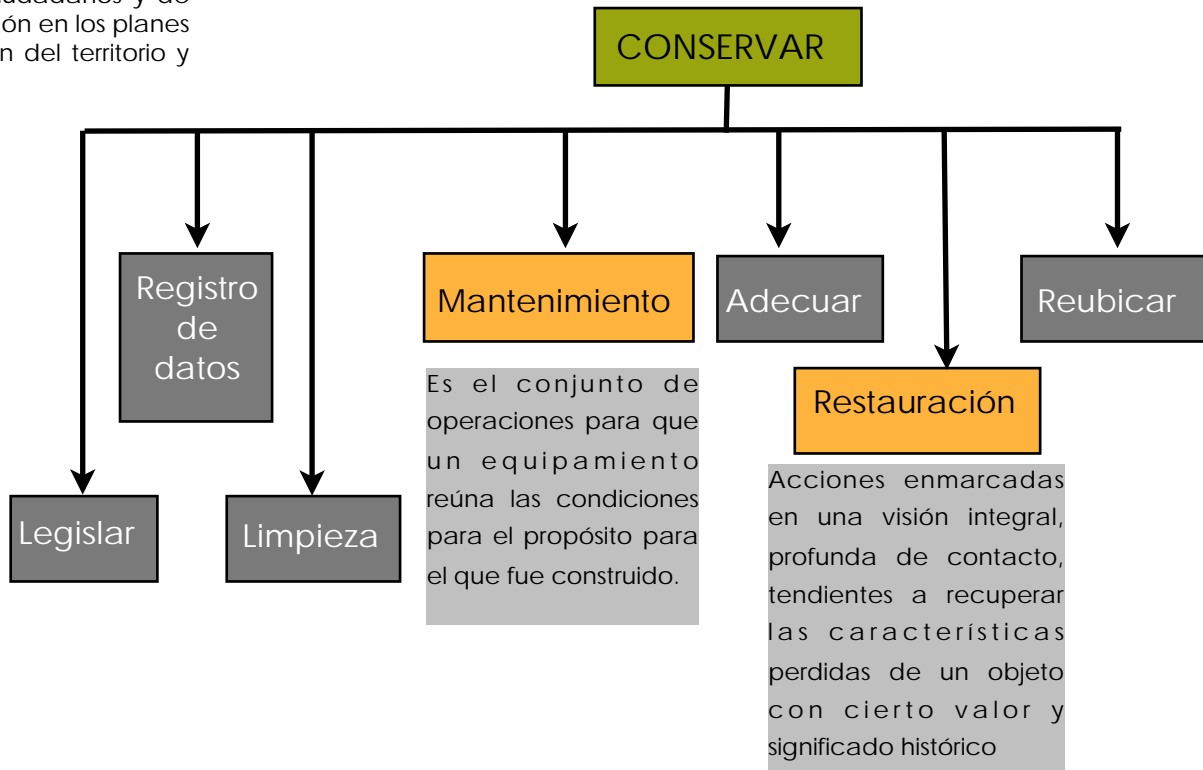 ón en los planes
n del territorio y
CONSERVAR
Registro
de
datos
Mantenimiento
Adecuar
Reubicar
Es el conjunto de
operaciones para que
un equipamiento
reúna las condiciones
para el propósito para
el que fue construido.
Restauración
Acciones enmarcadas
en una visión integral,
profunda de contacto,
tendientes a recuperar
las características
perdidas de un objeto
con cierto valor y
significado histórico
Legislar
Limpieza